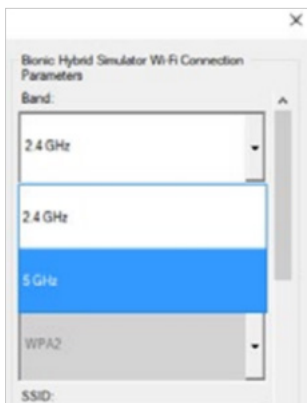 Bionic Hybrid Simulator Wi-Fi Connection
Parameters
Band:
2.4 GHz
2.4 GHz
5 GHz
WPA2
SSID: